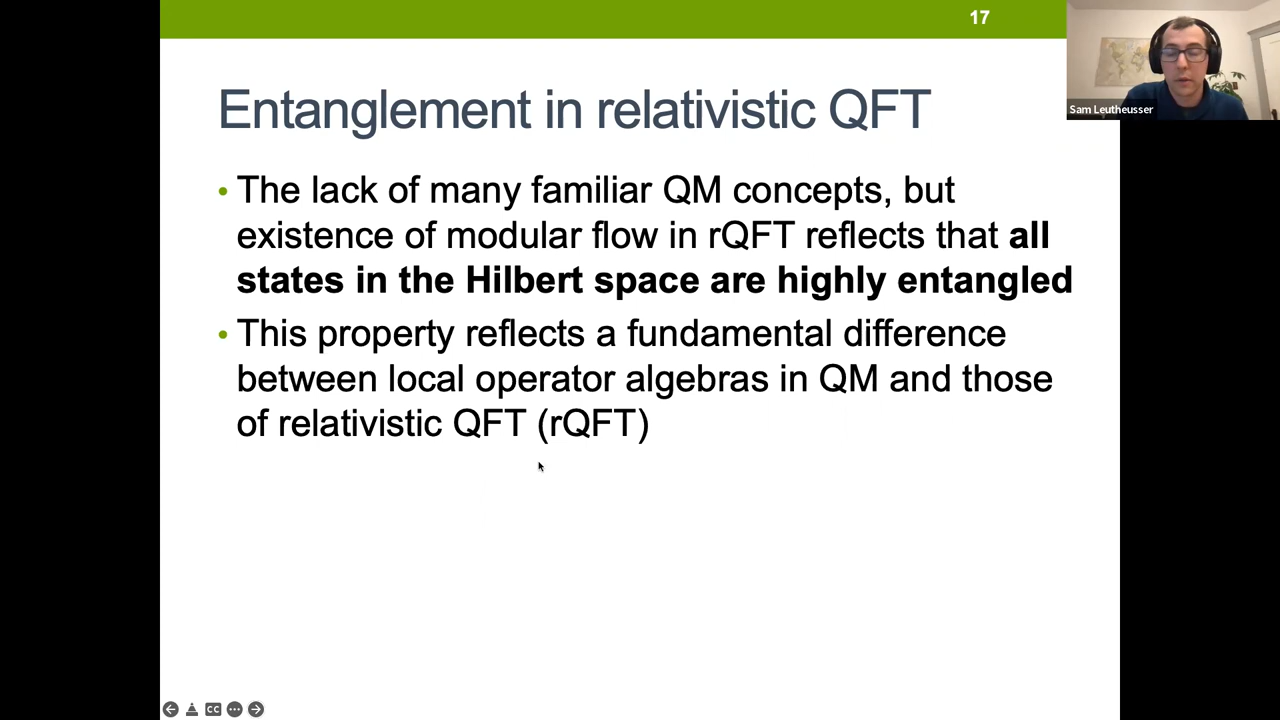 17
Sam Leutheusser
Entanglement in relativistic QFT
• The lack of many familiar QM concepts, but
existence of modular flow in rQFT reflects that all
states in the Hilbert space are highly entangled
• This property reflects a fundamental difference
between local operator algebras in QM and those
of relativistic QFT (rQFT)
CC